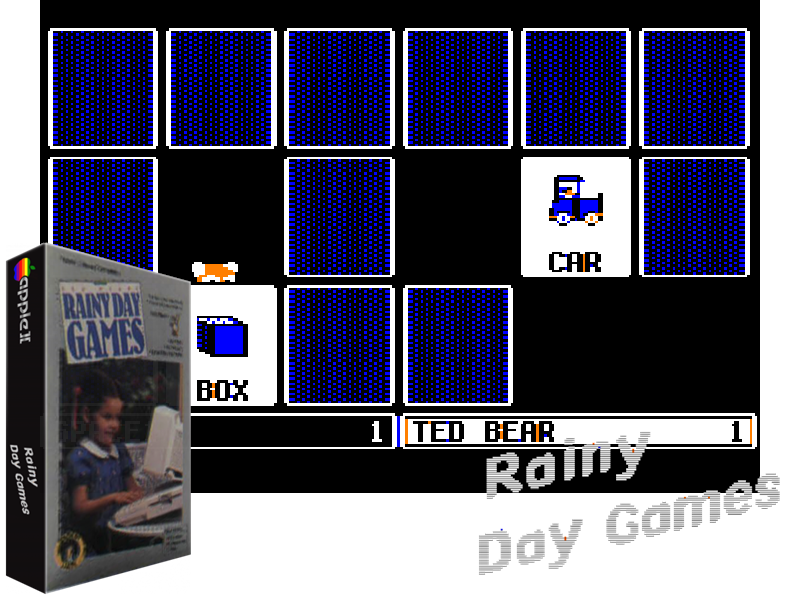 CAR
BOX
1
TED BEAR 1
apple II
RAINY DAY
GAMES
Rainy
Day Games
Rainy
Day Games